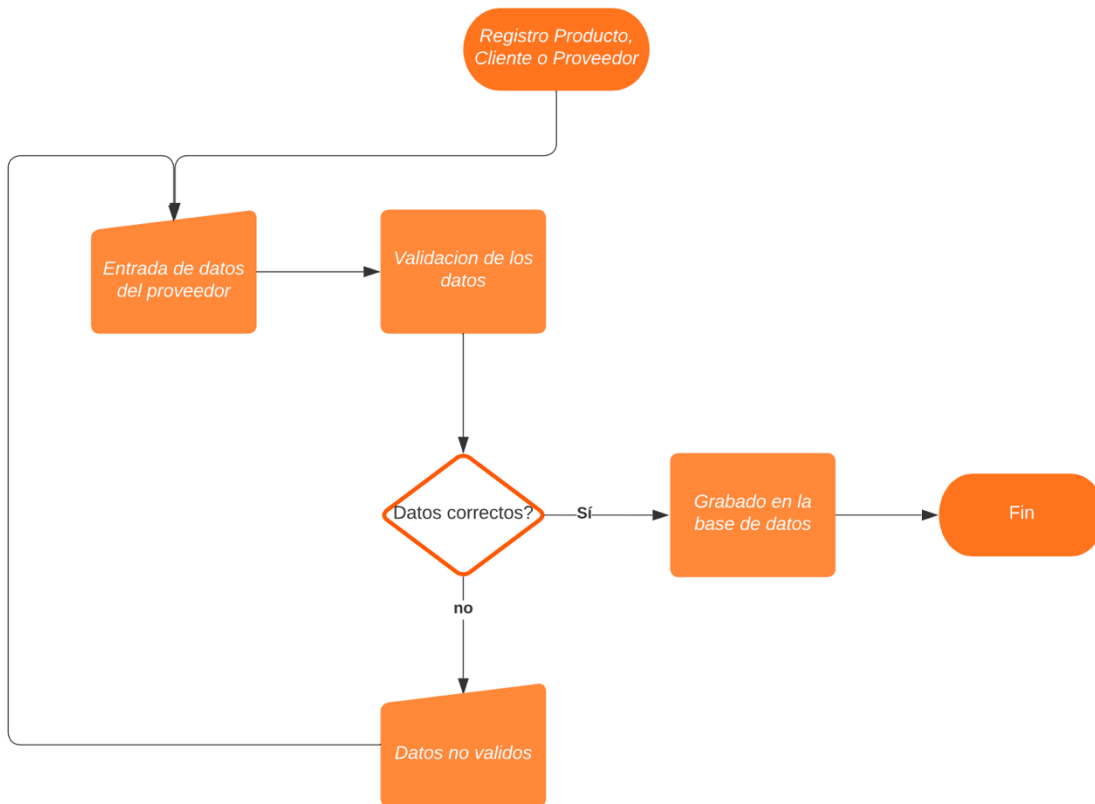 Registro Producto,
Cliente o Proveedor
Entrada de datos
del proveedor
Validacion de los
datos
Datos correctos?
Sí
Grabado en la
base de datos
Fin
no
Datos no validos